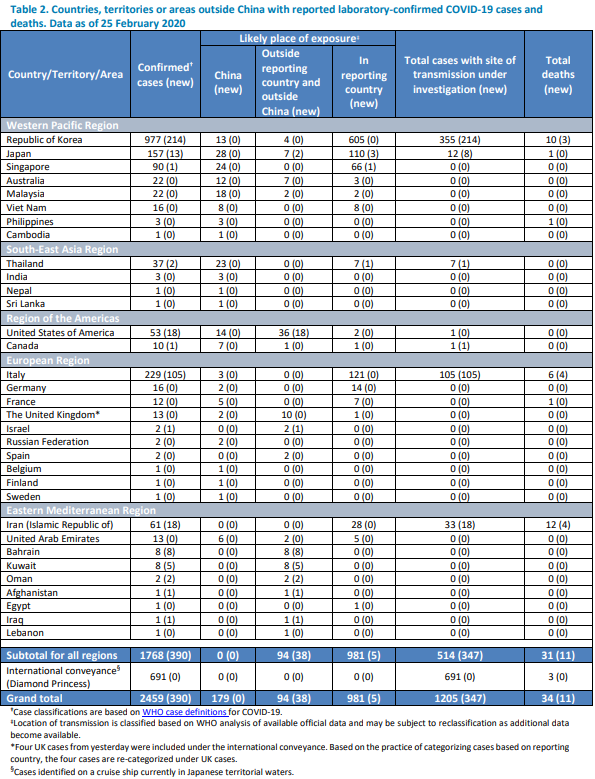 Table 2. Countries, territories or areas outside China with reported laboratory-confirmed COVID-19 cases and
deaths. Data as of 25 February 2020
Country/Territory/Area Confirmed† cases (new) Likely place of exposure‡ Total cases with site of transmission under investigation (new) Total deaths (new)
China (new) Outside reporting country and outside China (new) In reporting country (new)
Western Pacific Region
Republic of Korea 977 (214) 13 (0) 4 (0) 605 (0) 355 (214) 10 (3)
Japan 157 (13) 28 (0) 7 (2) 110 (3) 12 (8) 1 (0)
Singapore 90 (1) 24 (0) 0 (0) 66 (1) 0 (0) 0 (0)
Australia 22 (0) 12 (0) 7 (0) 3 (0) 0 (0) 0 (0)
Malaysia 22 (0) 18 (0) 2 (0) 2 (0) 0 (0) 0 (0)
Viet Nam 16 (0) 8 (0) 0 (0) 8 (0) 0 (0) 0 (0)
Philippines 3 (0) 3 (0) 0 (0) 0 (0) 0 (0) 1 (0)
Cambodia 1 (0) 1 (0) 0 (0) 0 (0) 0 (0) 0 (0)
South-East Asia Region
Thailand 37 (2) 23 (0) 0 (0) 7 (1) 7 (1) 0 (0)
India 3 (0) 3 (0) 0 (0) 0 (0) 0 (0) 0 (0)
Nepal 1 (0) 1 (0) 0 (0) 0 (0) 0 (0) 0 (0)
Sri Lanka 1 (0) 1 (0) 0 (0) 0 (0) 0 (0) 0 (0)
Region of the Americas
United States of America 53 (18) 14 (0) 36 (18) 2 (0) 1 (0) 0 (0)
Canada 10 (1) 7 (0) 1 (0) 1 (0) 1 (1) 0 (0)
European Region
Italy 229 (105) 3 (0) 0 (0) 121 (0) 105 (105) 6 (4)
Germany 16 (0) 2 (0) 0 (0) 14 (0) 0 (0) 0 (0)
France 12 (0) 5 (0) 0 (0) 7 (0) 0 (0) 1 (0)
The United Kingdom* 13 (0) 2 (0) 10 (0) 1 (0) 0 (0) 0 (0)
Israel 2 (1) 0 (0) 2 (1) 0 (0) 0 (0) 0 (0)
Russian Federation 2 (0) 2 (0) 0 (0) 0 (0) 0 (0) 0 (0)
Spain 2 (0) 0 (0) 2 (0) 0 (0) 0 (0) 0 (0)
Belgium 1 (0) 1 (0) 0 (0) 0 (0) 0 (0) 0 (0)
Finland 1 (0) 1 (0) 0 (0) 0 (0) 0 (0) 0 (0)
Sweden 1 (0) 1 (0) 0 (0) 0 (0) 0 (0) 0 (0)
Eastern Mediterranean Region
Iran (Islamic Republic of) 61 (18) 0 (0) 0 (0) 28 (0) 33 (18) 12 (4)
United Arab Emirates 13 (0) 6 (0) 2 (0) 5 (0) 0 (0) 0 (0)
Bahrain 8 (8) 0 (0) 8 (8) 0 (0) 0 (0) 0 (0)
Kuwait 8 (5) 0 (0) 8 (5) 0 (0) 0 (0) 0 (0)
Oman 2 (2) 0 (0) 2 (2) 0 (0) 0 (0) 0 (0)
Afghanistan 1 (1) 0 (0) 1 (1) 0 (0) 0 (0) 0 (0)
Egypt 1 (0) 0 (0) 0 (0) 1 (0) 0 (0) 0 (0)
Iraq 1 (1) 0 (0) 1 (1) 0 (0) 0 (0) 0 (0)
Lebanon 1 (0) 0 (0) 1 (0) 0 (0) 0 (0) 0 (0)
Subtotal for all regions 1768 (390) 0 (0) 94 (38) 981 (5) 514 (347) 31 (11)
International conveyance§
(Diamond Princess) 691 (0) 0 (0) 0 (0) 0 (0) 691 (0) 3 (0)
Grand total 2459 (390) 179 (0) 94 (38) 981 (5) 1205 (347) 34 (11)
†Case classifications are based on WHO case definitions for COVID-19.
‡Location of transmission is classified based on WHO analysis of available official data and may be subject to reclassification as additional data
become available.
*Four UK cases from yesterday were included under the international conveyance. Based on the practice of categorizing cases based on reporting
country, the four cases are re-categorized under UK cases.
§Cases identified on a cruise ship currently in Japanese territorial waters.